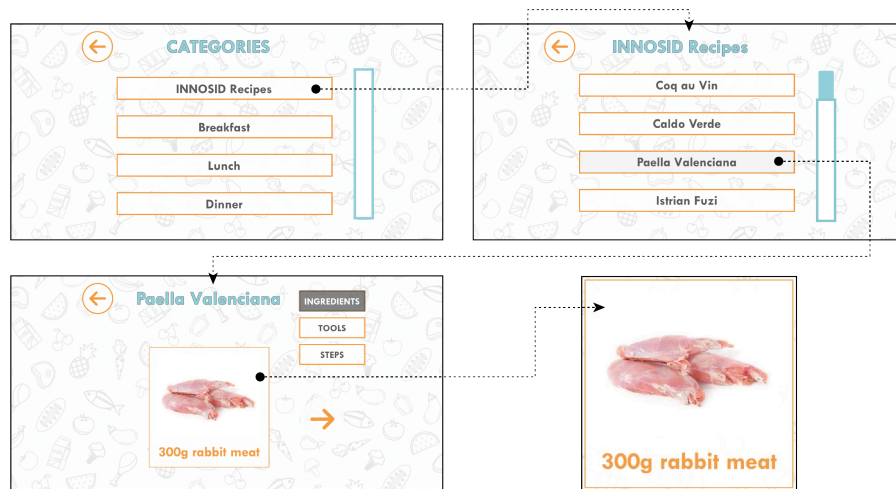 CATEGORIES
INNOSID Recipes
Breakfast
Lunch
Dinner
INNOSID Recipes
Coq au Vin
Caldo Verde
Paella Valenciana
Istrian Fuzi
Paella Valenciana
INGREDIENTS
TOOLS
STEPS
300g rabbit meat
300g rabbit meat